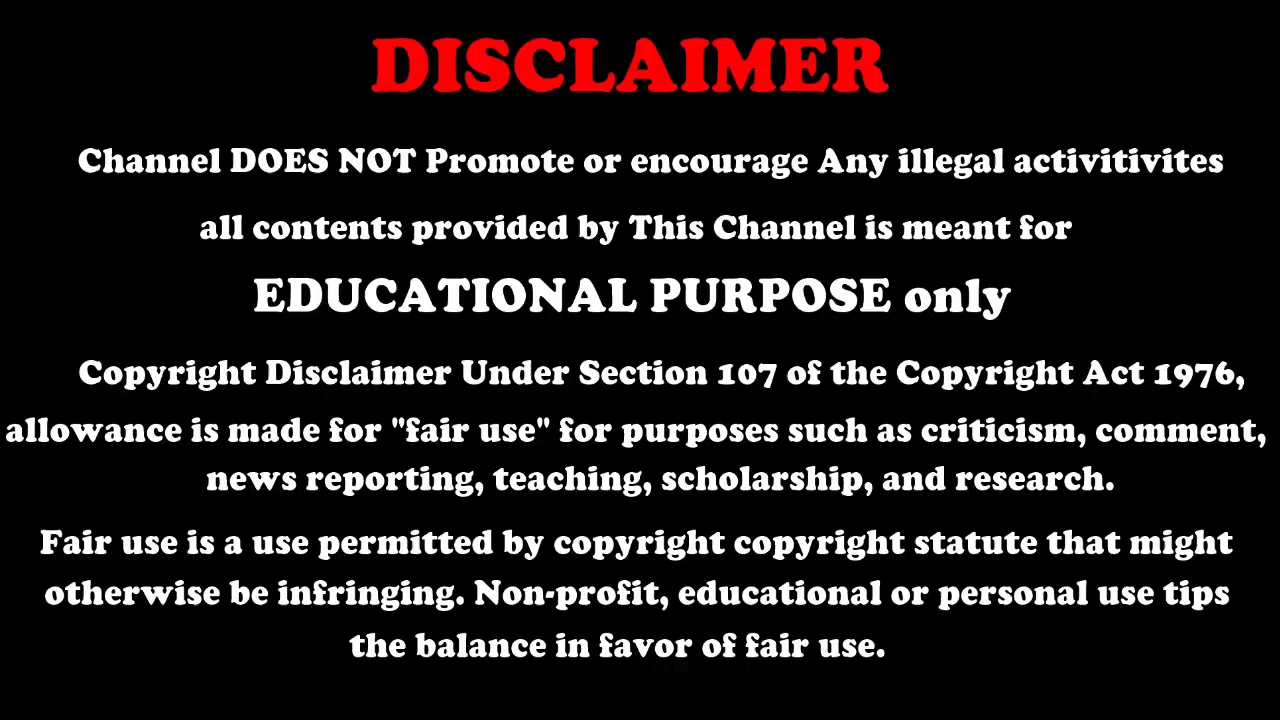 DISCLAIMER
Channel DOES NOT Promote or encourage Any illegal activitivites
all contents provided by This Channel is meant for
EDUCATIONAL PURPOSE only
Copyright Disclaimer Under Section 107 of the Copyright Act 1976,
allowance is made for "fair use" for purposes such as criticism, comment,
news reporting, teaching, scholarship, and research.
Fair use is a use permitted by copyright copyright statute that might
otherwise be infringing. Non-profit, educational or personal use tips
the balance in favor of fair use.